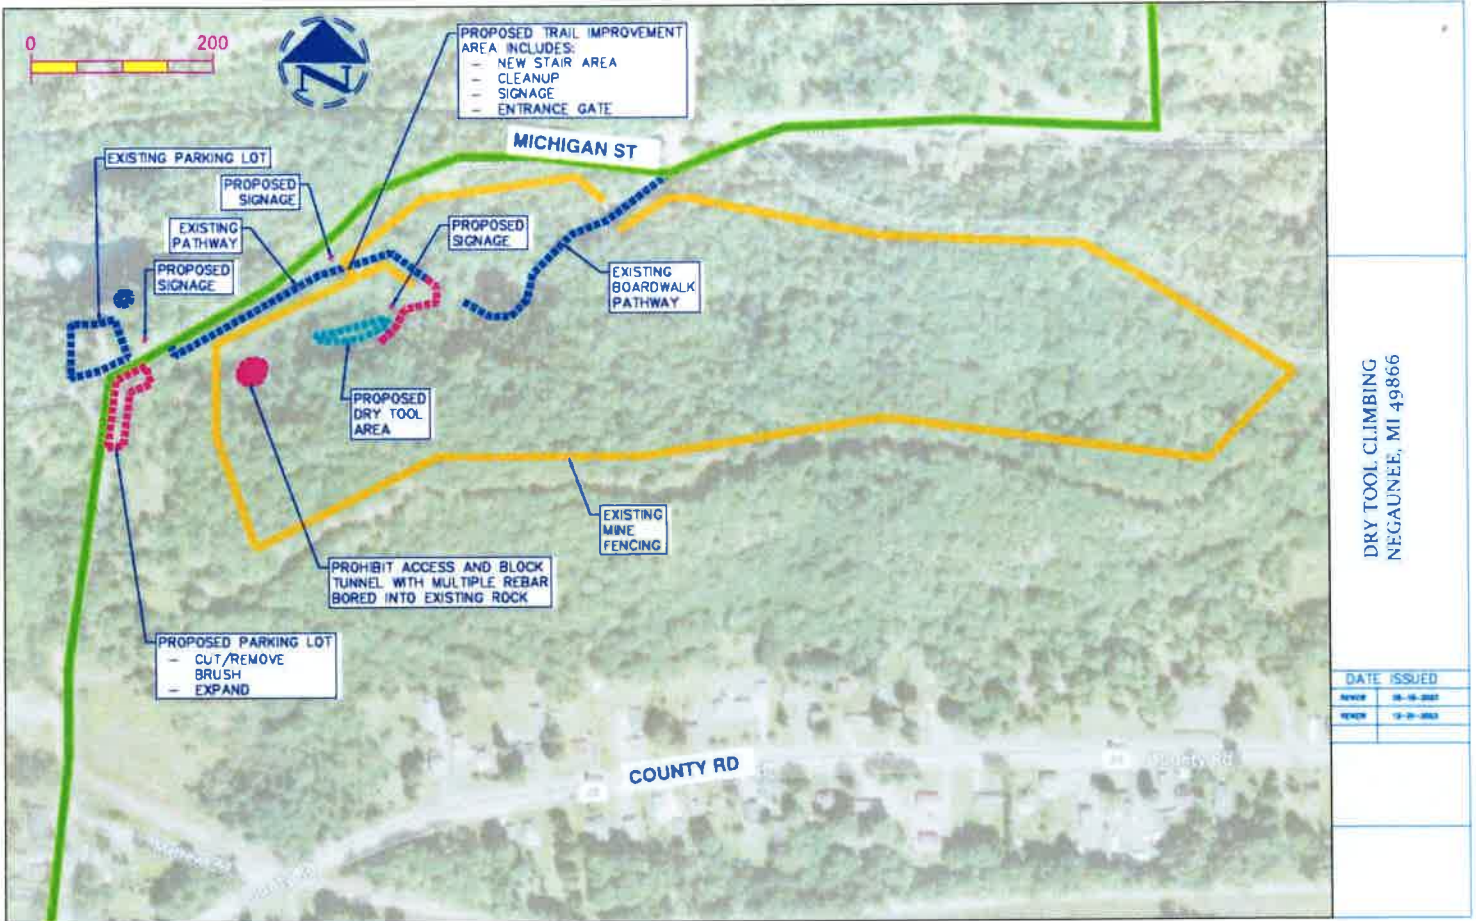 0
200
N
PROPOSED TRAIL IMPROVEMENT
AREA INCLUDES:
- NEW STAIR AREA
- CLEANUP
- SIGNAGE
- ENTRANCE GATE
MICHIGAN ST
EXISTING PARKING LOT
PROPOSED
SIGNAGE
EXISTING
PATHWAY
PROPOSED
SIGNAGE
PROPOSED
SIGNAGE
EXISTING
BOARDWALK
PATHWAY
PROPOSED
DRY TOOL
AREA
EXISTING
MINE
FENCING
PROHIBIT ACCESS AND BLOCK
TUNNEL WITH MULTIPLE REBAR
BORED INTO EXISTING ROCK
PROPOSED PARKING LOT
- CUT/REMOVE
BRUSH
- EXPAND
COUNTY RD
County Rd
DRY TOOL CLIMBING
NEGAUNEE, MI 49866
DATE ISSUED